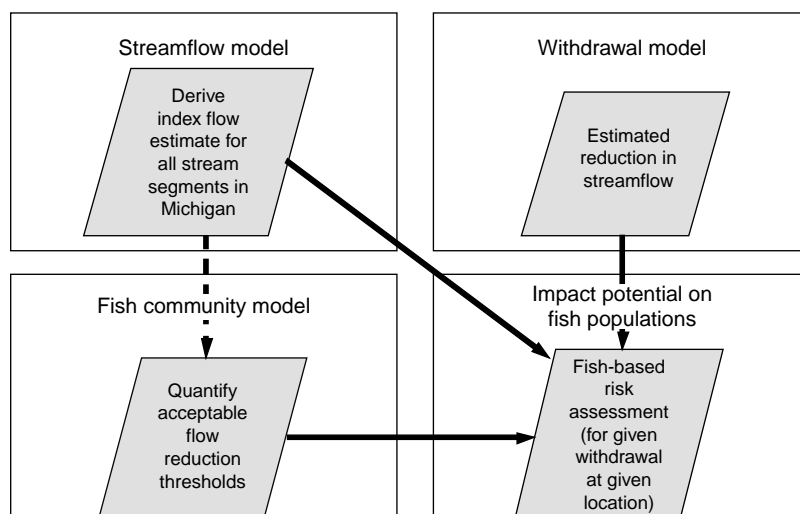 Streamflow model
Derive
index flow
estimate for
all stream
segments in
Michigan
Withdrawal model
Estimated
reduction in
streamflow
Fish community model
Quantify
acceptable
flow
reduction
thresholds
Impact potential on
fish populations
Fish-based
risk
assessment
(for given
withdrawal
at given
location)